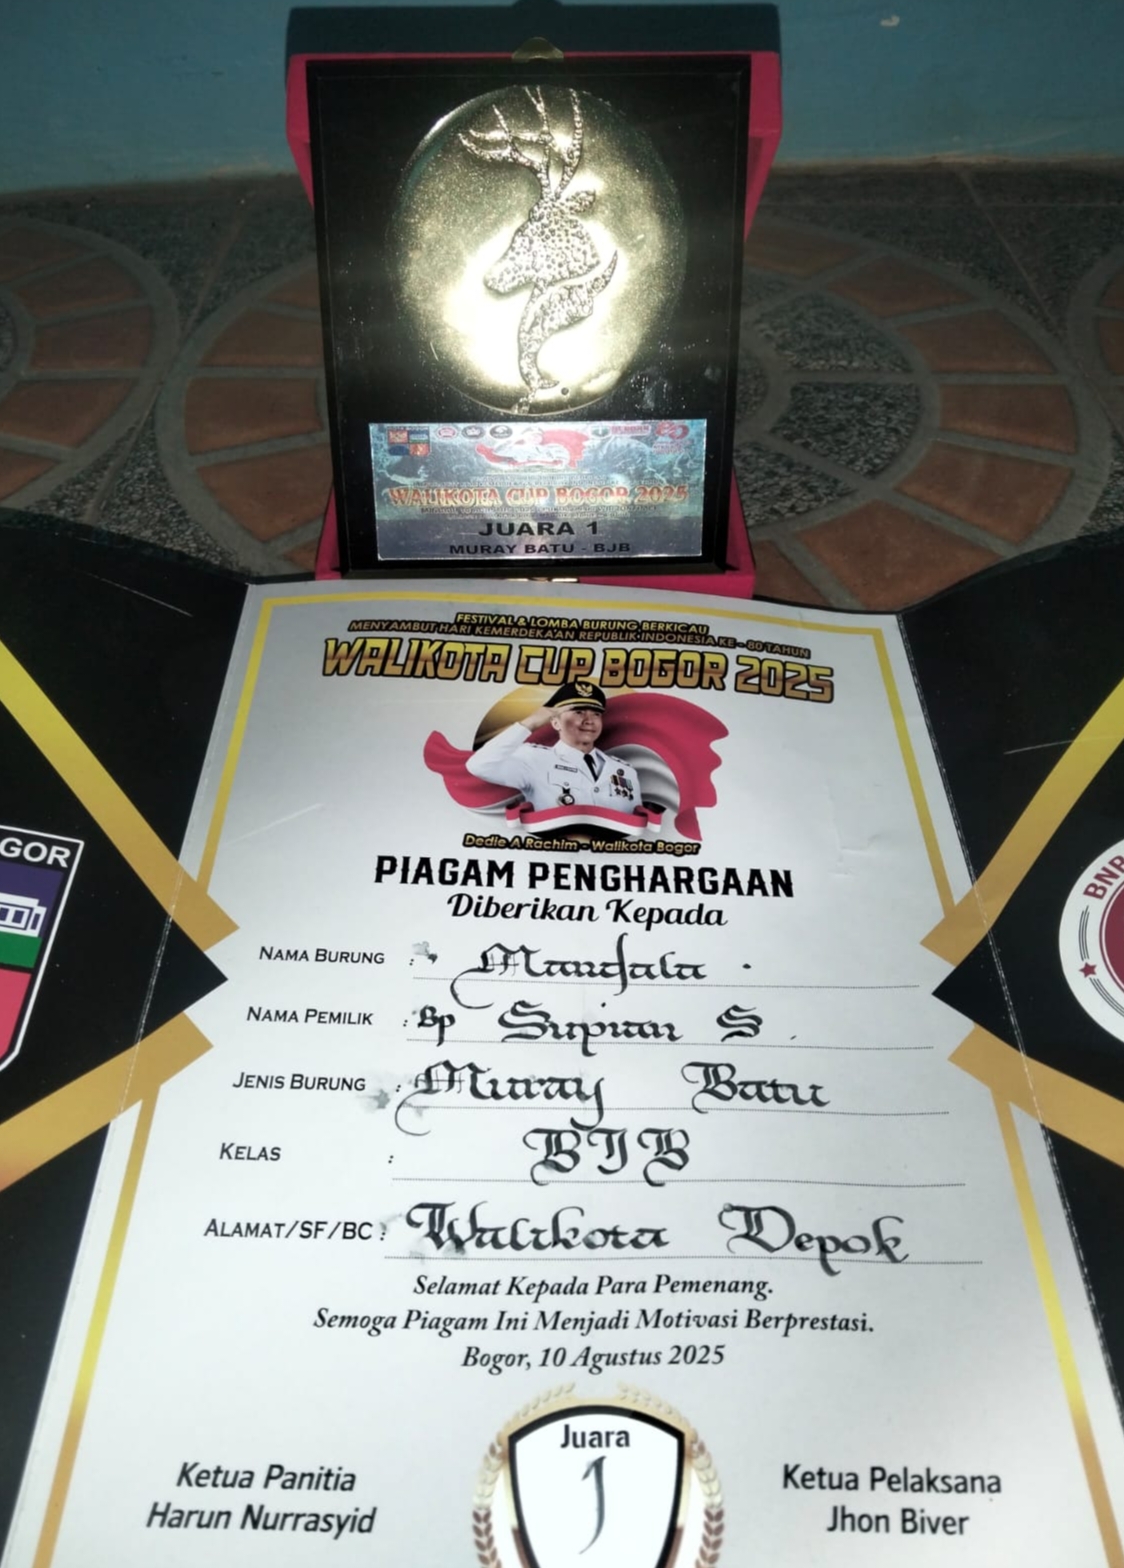 WALIKOTA CUP BOGOR 2025
JUARA 1
MURAY BATU - BJB
FESTIVAL & LOMBA BURUNG BERKICAU
MENYAMBUT HARI KEMERDEKAAN REPUBLIK INDONESIA KE - 80 TAHUN
WALIKOTA CUP BOGOR 2025
Dedie A Rachim - Walikota Bogor
PIAGAM PENGHARGAAN
Diberikan Kepada
NAMA BURUNG : Mandala .
NAMA PEMILIK : Bp Supian S .
JENIS BURUNG : Muray Batu
KELAS : BJB
ALAMAT/SF/BC : Walikota Depok
Selamat Kepada Para Pemenang.
Semoga Piagam Ini Menjadi Motivasi Berprestasi.
Bogor, 10 Agustus 2025
Juara
1
Ketua Panitia
Harun Nurrasyid
Ketua Pelaksana
Jhon Biver
GOR
BNR